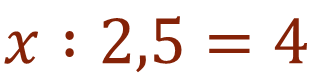 x : 2,5 = 4